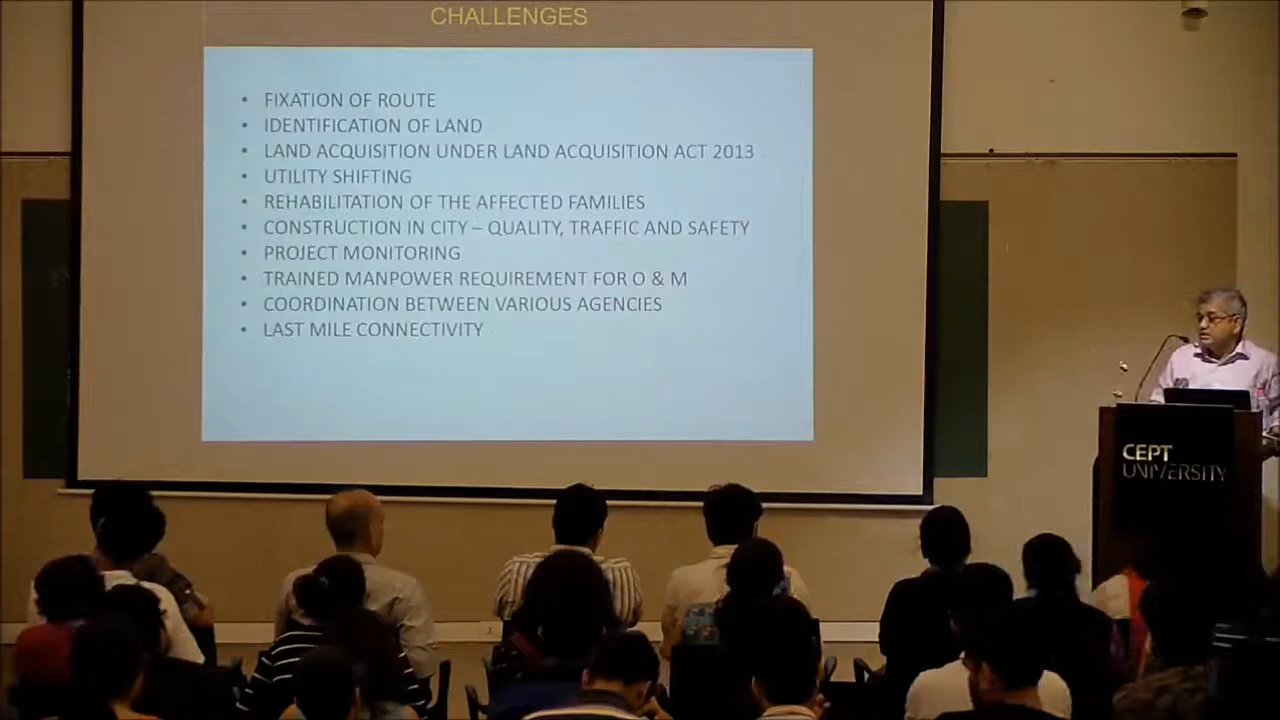 CHALLENGES
• FIXATION OF ROUTE
• IDENTIFICATION OF LAND
• LAND ACQUISITION UNDER LAND ACQUISITION ACT 2013
• UTILITY SHIFTING
• REHABILITATION OF THE AFFECTED FAMILIES
• CONSTRUCTION IN CITY – QUALITY, TRAFFIC AND SAFETY
• PROJECT MONITORING
• TRAINED MANPOWER REQUIREMENT FOR O & M
• COORDINATION BETWEEN VARIOUS AGENCIES
• LAST MILE CONNECTIVITY
CEPT
UNIVERSITY